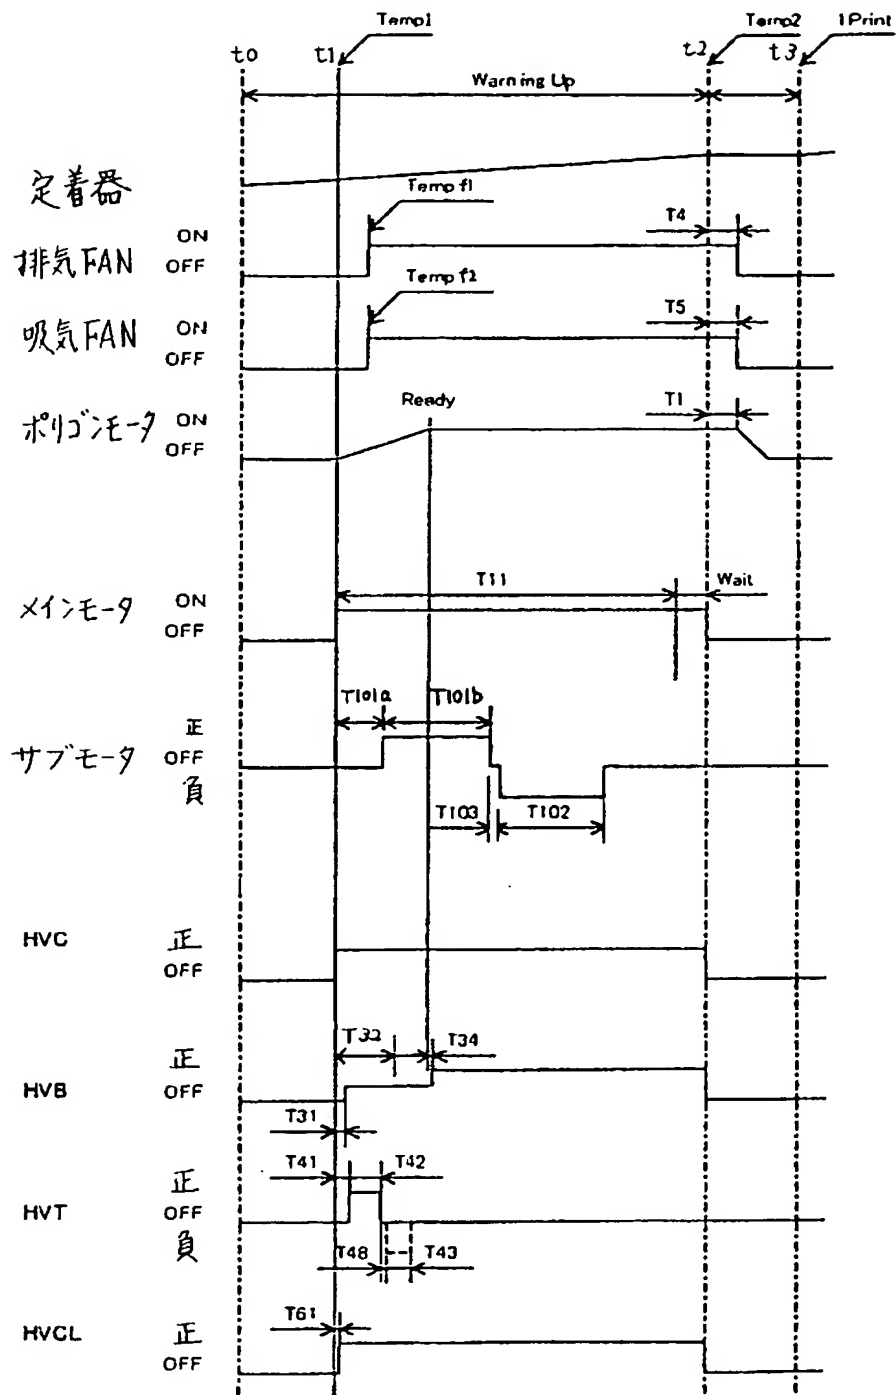 Temp1 Temp2 1Print
t0 t1 t2 t3
Warning Up
定着器
Temp f1 T4
排気FAN ON
OFF
Temp f2 T5
吸気FAN ON
OFF
Ready T1
ポリゴンモータ ON
OFF
T11 Wait
メインモータ ON
OFF
T101a T101b
正
サブモータ OFF
負
T103 T102
HVC 正
OFF
T32 T34
正
HVB OFF
T31
T41 T42
正
HVT OFF
負
T48 T43
T61
HVCL 正
OFF